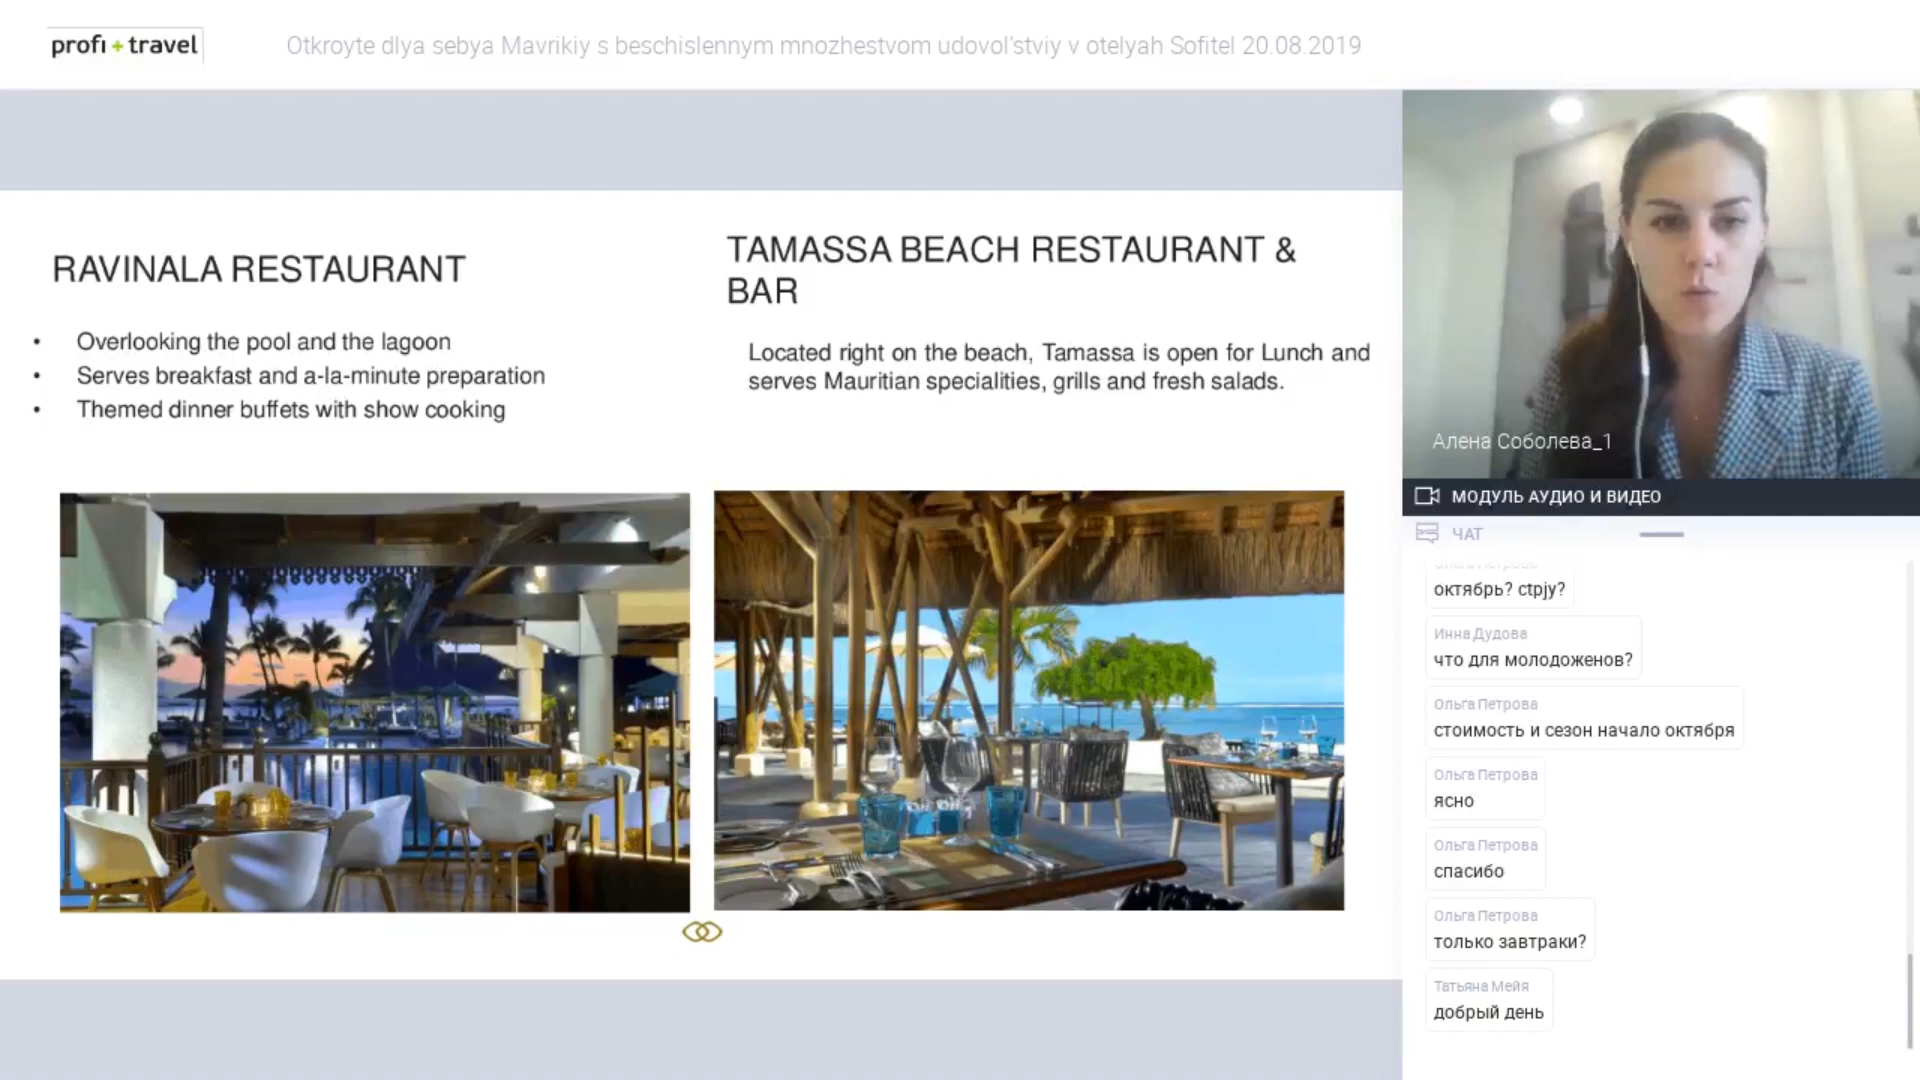 profi + travel
Otkroyte dlya sebya Mavrikiy s beschislennym mnozhestvom udovol'stviy v otelyah Sofitel 20.08.2019
RAVINALA RESTAURANT
• Overlooking the pool and the lagoon
• Serves breakfast and a-la-minute preparation
• Themed dinner buffets with show cooking
TAMASSA BEACH RESTAURANT &
BAR
Located right on the beach, Tamassa is open for Lunch and
serves Mauritian specialities, grills and fresh salads.
Алена Соболева_1
МОДУЛЬ АУДИО И ВИДЕО
ЧАТ
октябрь? ctpjy?
Инна Дудова
что для молодоженов?
Ольга Петрова
стоимость и сезон начало октября
Ольга Петрова
ясно
Ольга Петрова
спасибо
Ольга Петрова
только завтраки?
Татьяна Мейя
добрый день